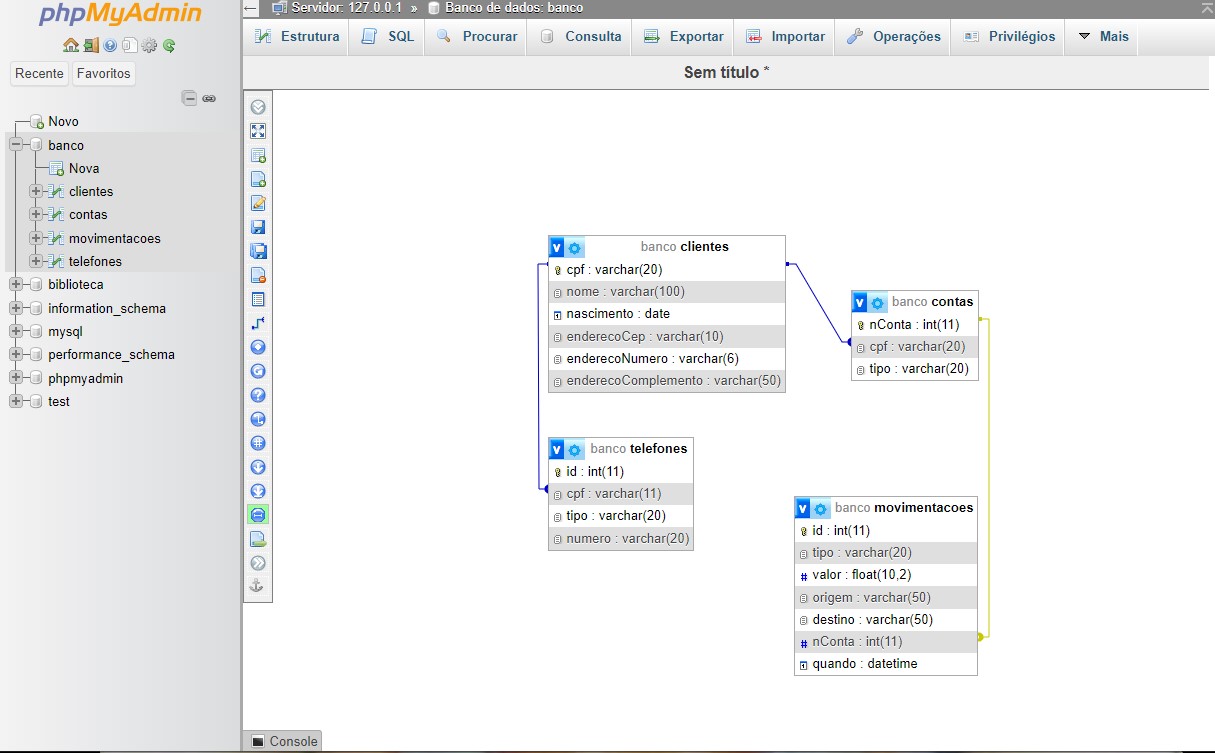 phpMyAdmin
Recente Favoritos
Novo
banco
Nova
clientes
contas
movimentacoes
telefones
biblioteca
information_schema
mysql
performance_schema
phpmyadmin
test
Servidor: 127.0.0.1 » Banco de dados: banco
Estrutura SQL Procurar Consulta Exportar Importar Operações Privilégios Mais
Sem título *
banco clientes
cpf : varchar(20)
nome : varchar(100)
nascimento : date
enderecoCep : varchar(10)
enderecoNumero : varchar(6)
enderecoComplemento : varchar(50)
banco contas
nConta : int(11)
cpf : varchar(20)
tipo : varchar(20)
banco telefones
id : int(11)
cpf : varchar(11)
tipo : varchar(20)
numero : varchar(20)
banco movimentacoes
id : int(11)
tipo : varchar(20)
# valor : float(10,2)
origem : varchar(50)
destino : varchar(50)
# nConta : int(11)
quando : datetime
Console